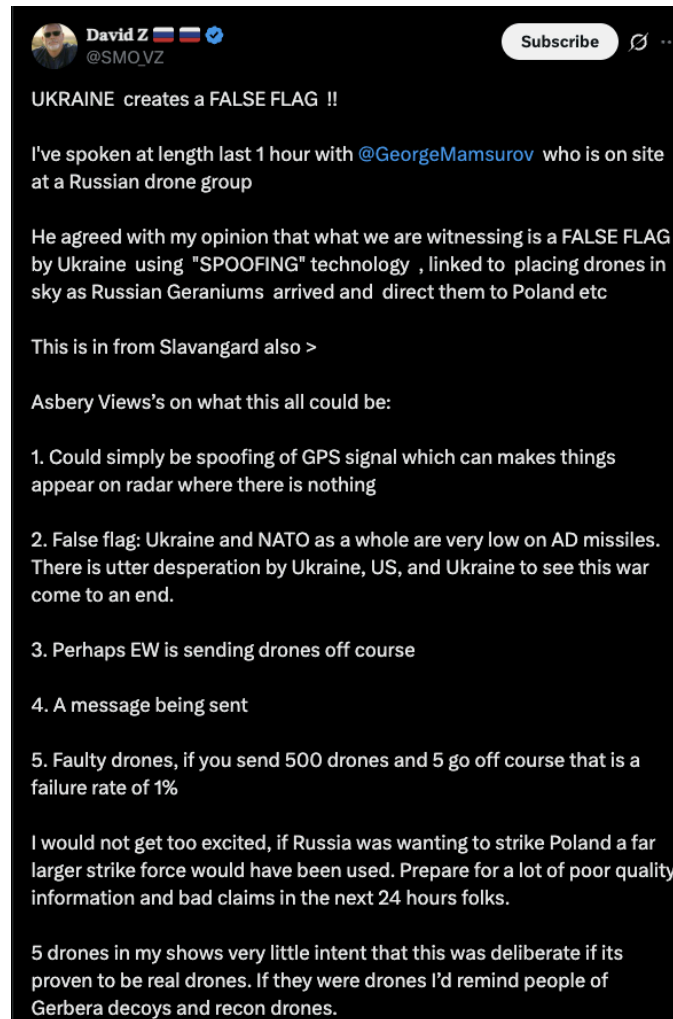 David Z 🇷🇺 🇷🇺
@SMO_VZ
Subscribe
UKRAINE creates a FALSE FLAG !!
I've spoken at length last 1 hour with @GeorgeMamsurov who is on site
at a Russian drone group
He agreed with my opinion that what we are witnessing is a FALSE FLAG
by Ukraine using "SPOOFING" technology , linked to placing drones in
sky as Russian Geraniums arrived and direct them to Poland etc
This is in from Slavangard also >
Asbery Views's on what this all could be:
1. Could simply be spoofing of GPS signal which can makes things
appear on radar where there is nothing
2. False flag: Ukraine and NATO as a whole are very low on AD missiles.
There is utter desperation by Ukraine, US, and Ukraine to see this war
come to an end.
3. Perhaps EW is sending drones off course
4. A message being sent
5. Faulty drones, if you send 500 drones and 5 go off course that is a
failure rate of 1%
I would not get too excited, if Russia was wanting to strike Poland a far
larger strike force would have been used. Prepare for a lot of poor quality
information and bad claims in the next 24 hours folks.
5 drones in my shows very little intent that this was deliberate if its
proven to be real drones. If they were drones I'd remind people of
Gerbera decoys and recon drones.